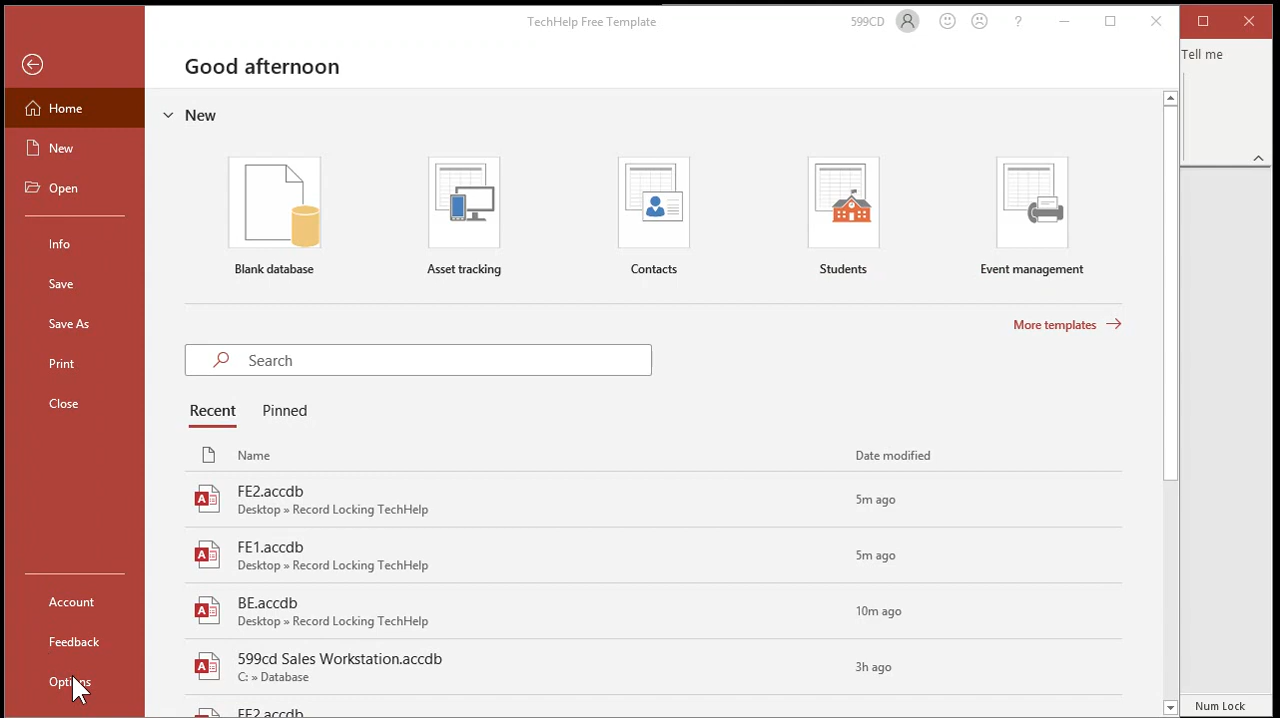 TechHelp Free Template
599CD
?
Tell me
Good afternoon
Home
New
Open
Info
Save
Save As
Print
Close
Account
Feedback
Options
New
Blank database
Asset tracking
Contacts
Students
Event management
More templates
Search
Recent
Pinned
Name
Date modified
FE2.accdb
Desktop » Record Locking TechHelp
5m ago
FE1.accdb
Desktop » Record Locking TechHelp
5m ago
BE.accdb
Desktop » Record Locking TechHelp
10m ago
599cd Sales Workstation.accdb
C: » Database
3h ago
FE2.accdb
Num Lock